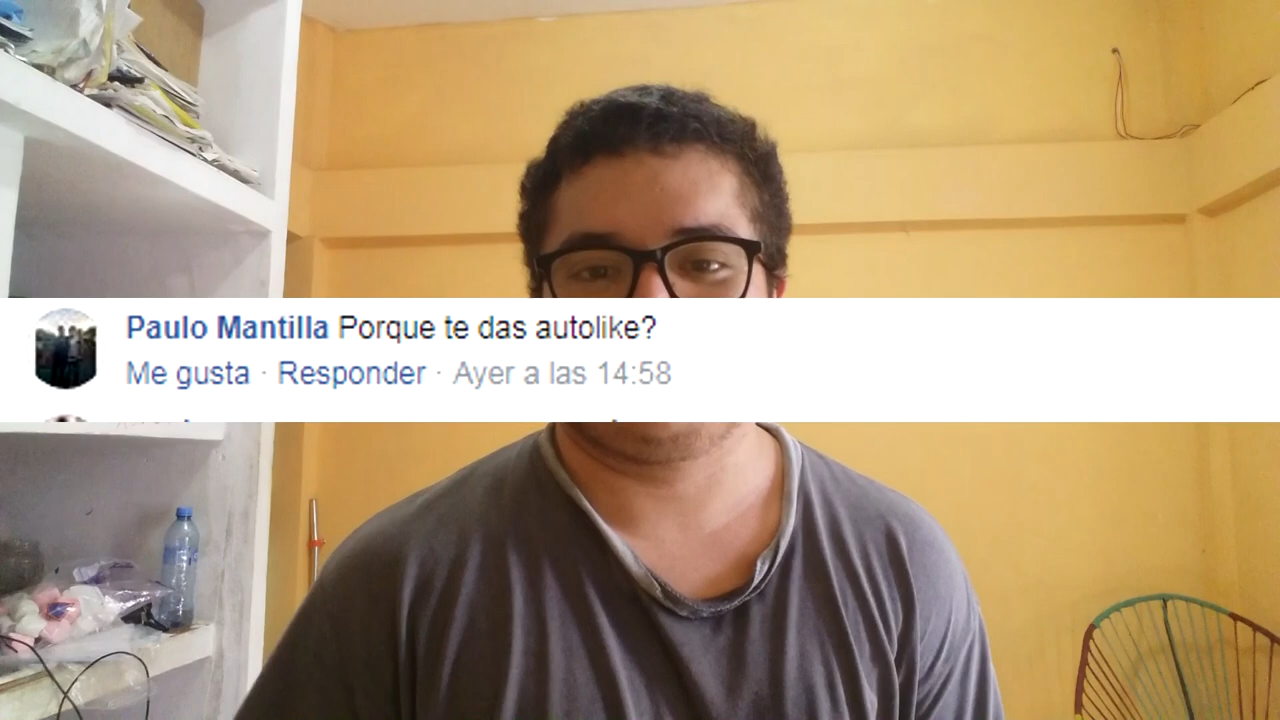 Paulo Mantilla Porque te das autolike?
Me gusta · Responder · Ayer a las 14:58